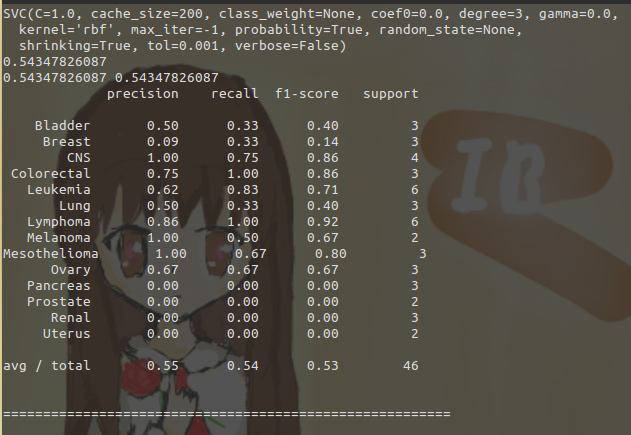 SVC(C=1.0, cache_size=200, class_weight=None, coef0=0.0, degree=3, gamma=0.0,
  kernel='rbf', max_iter=-1, probability=True, random_state=None,
  shrinking=True, tol=0.001, verbose=False)
0.54347826087
0.54347826087 0.54347826087
             precision    recall  f1-score   support

    Bladder       0.50      0.33      0.40         3
     Breast       0.09      0.33      0.14         3
        CNS       1.00      0.75      0.86         4
 Colorectal       0.75      1.00      0.86         3
   Leukemia       0.62      0.83      0.71         6
       Lung       0.50      0.33      0.40         3
   Lymphoma       0.86      1.00      0.92         6
   Melanoma       1.00      0.50      0.67         2
Mesothelioma       1.00      0.67      0.80         3
      Ovary       0.67      0.67      0.67         3
   Pancreas       0.00      0.00      0.00         3
   Prostate       0.00      0.00      0.00         2
      Renal       0.00      0.00      0.00         3
     Uterus       0.00      0.00      0.00         2

avg / total       0.55      0.54      0.53        46

========================================================
IB